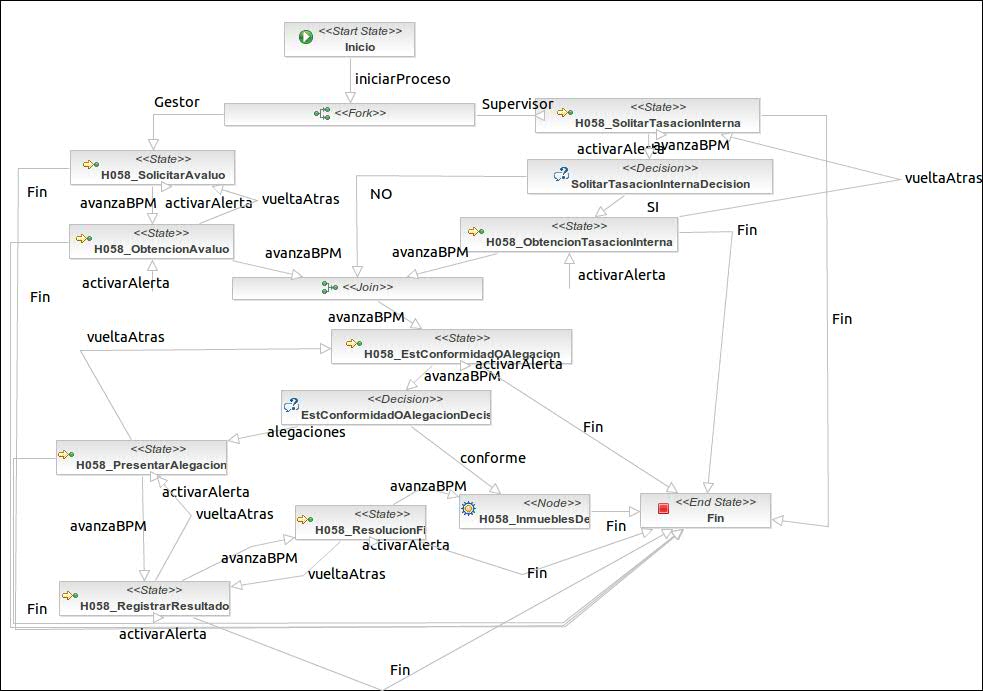 <<Start State>>
Inicio
iniciarProceso
Gestor
<<Fork>>
Supervisor
<<State>>
H058_SolitarTasacionInterna
activarAlerta
avanzaBPM
<<State>>
H058_SolicitarAvaluo
Fin
avanzaBPM
activarAlerta
vueltaAtras
<<Decision>>
SolitarTasacionInternaDecision
vueltaAtras
NO
SI
<<State>>
H058_ObtencionAvaluo
<<State>>
H058_ObtencionTasacionInterna
Fin
avanzaBPM
avanzaBPM
activarAlerta
activarAlerta
<<Join>>
Fin
avanzaBPM
Fin
vueltaAtras
<<State>>
H058_EstConformidadOAlegacion
activarAlerta
avanzaBPM
<<Decision>>
EstConformidadOAlegacionDecis
alegaciones
Fin
<<State>>
H058_PresentarAlegacion
conforme
activarAlerta
avanzaBPM
vueltaAtras
avanzaBPM
<<State>>
H058_ResolucionFi
<<Node>>
H058_InmueblesDe
Fin
<<End State>>
Fin
activarAlerta
avanzaBPM
vueltaAtras
Fin
<<State>>
H058_RegistrarResultado
Fin
activarAlerta
Fin